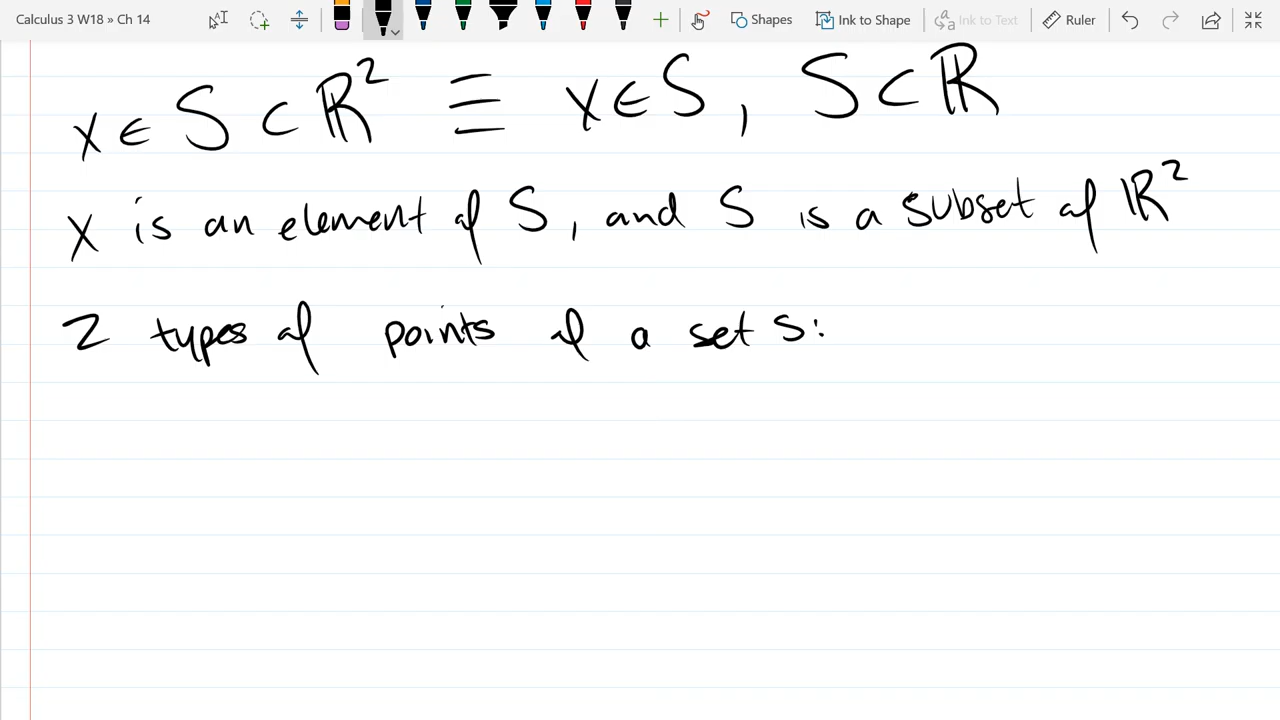 Calculus 3 W18 » Ch 14 Shapes Ink to Shape Ink to Text Ruler
x ∈ S ⊂ ℝ² ≡ x ∈ S, S ⊂ ℝ
x is an element of S, and S is a subset of ℝ²
2 types of points of a set S: